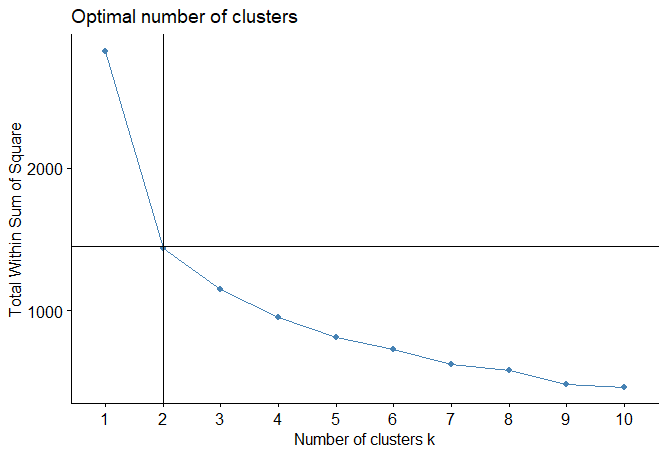 Optimal number of clusters
Total Within Sum of Square
2000
1000
1 2 3 4 5 6 7 8 9 10
Number of clusters k